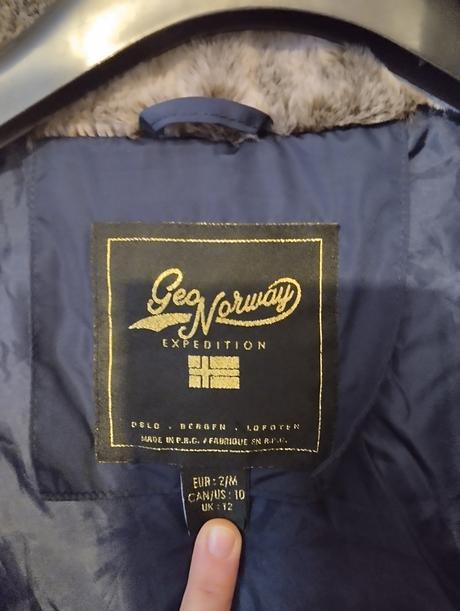 Geo Norway
EXPEDITION
OSLO . BERGEN . LOFOTEN
MADE IN P.R.C. / FABRIQUE EN R.P.C.
EUR : 2/M
CAN/US : 10
UK : 12